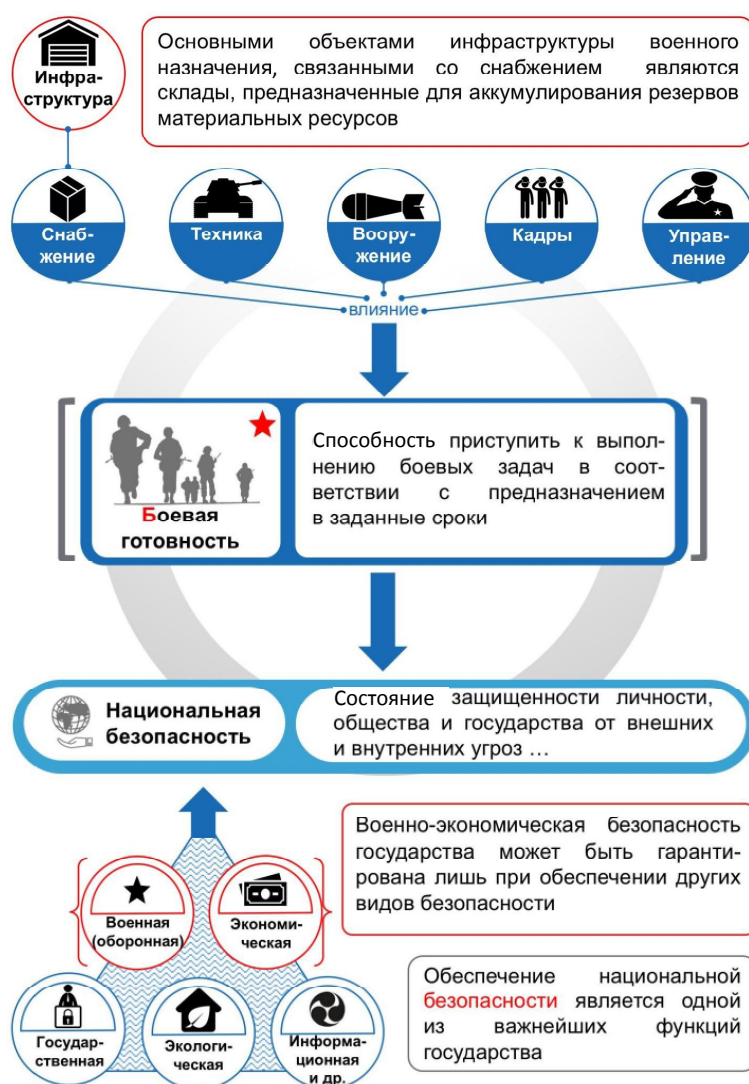 Инфра-
структура
Основными объектами инфраструктуры военного
назначения, связанными со снабжением являются
склады, предназначенные для аккумулирования резервов
материальных ресурсов
Снаб-
жение
Техника
Воору-
жение
Кадры
Управ-
ление
влияние
Боевая
готовность
Способность приступить к выпол-
нению боевых задач в соот-
ветствии с предназначением
в заданные сроки
Национальная
безопасность
Состояние защищенности личности,
общества и государства от внешних
и внутренних угроз ...
Военная
(оборонная)
Экономи-
ческая
Военно-экономическая безопасность
государства может быть гаранти-
рована лишь при обеспечении других
видов безопасности
Государ-
ственная
Экологи-
ческая
Информа-
ционная
и др.
Обеспечение национальной
безопасности является одной
из важнейших функций
государства